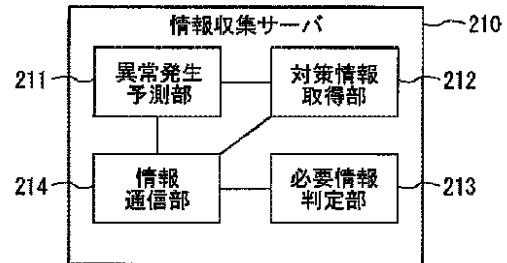 情報収集サーバ
210
211
異常発生
予測部
対策情報
取得部
212
214
情報
通信部
必要情報
判定部
213